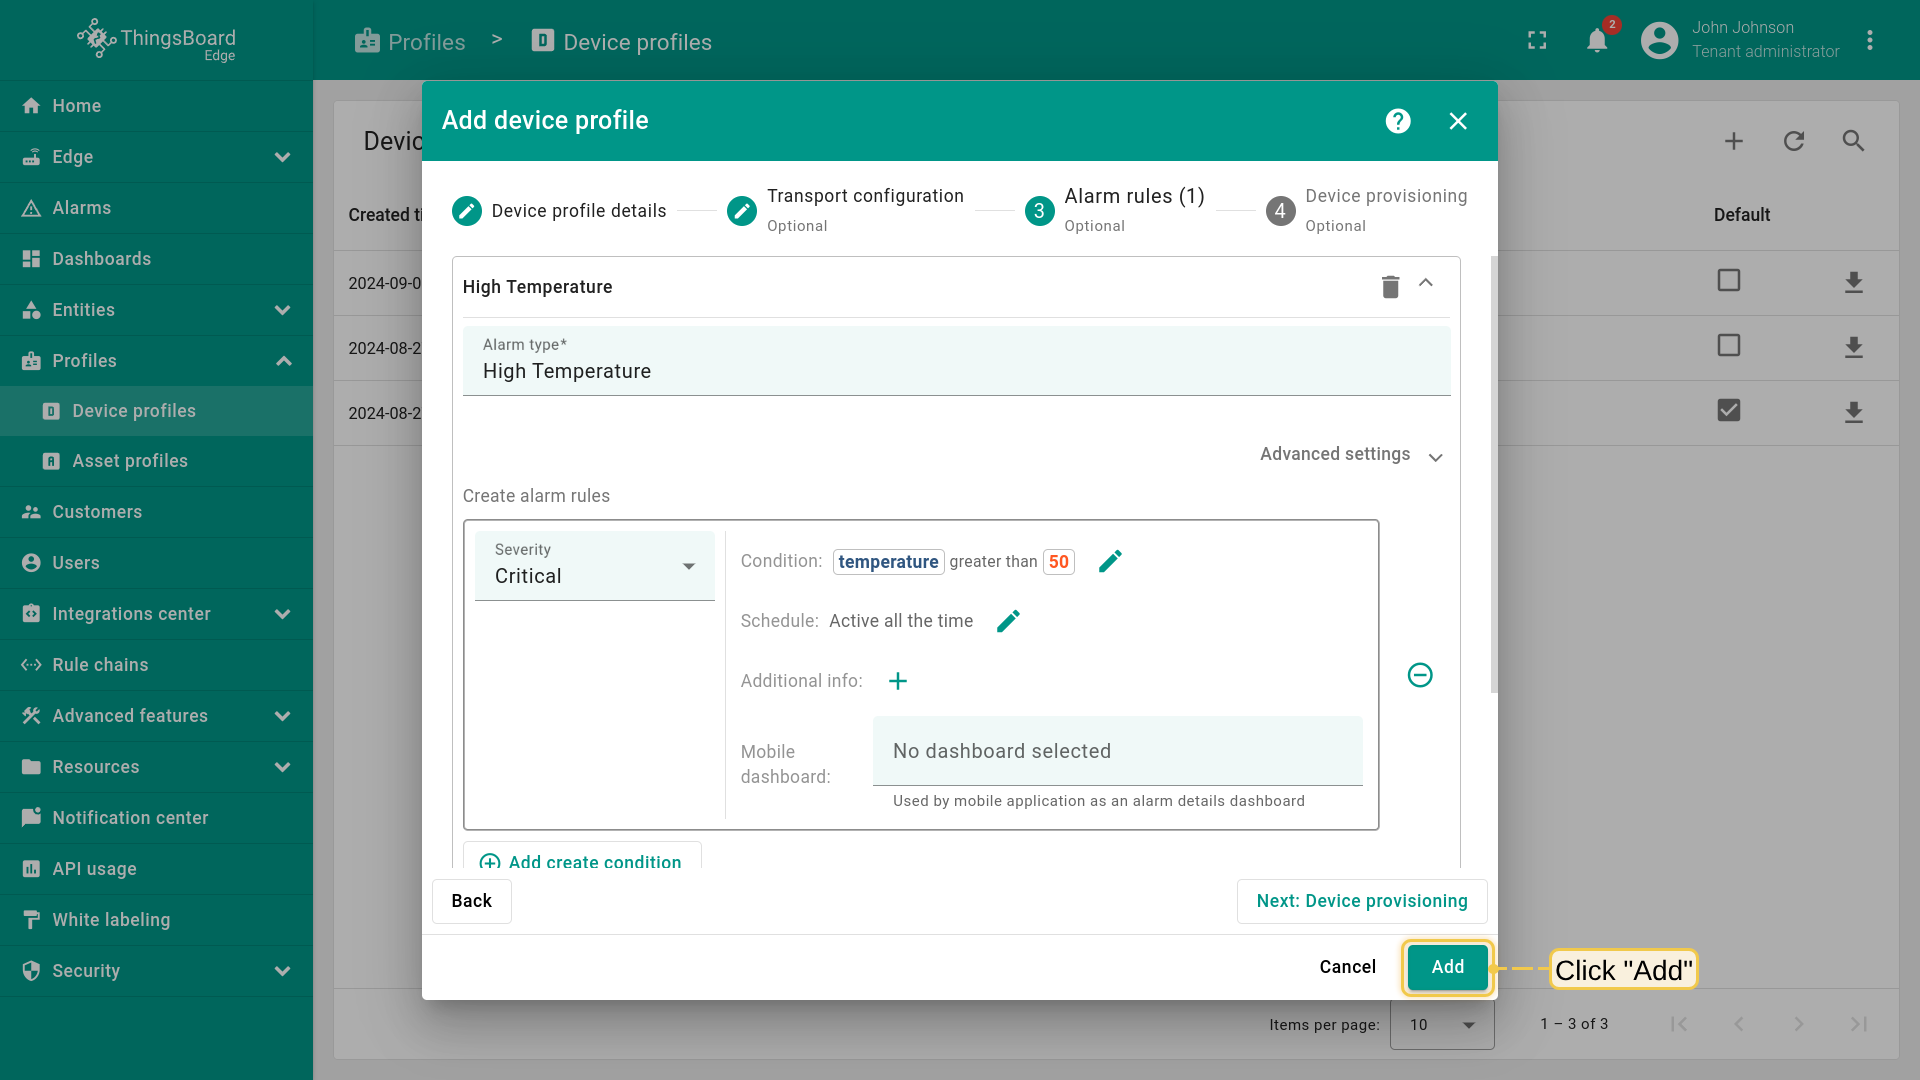 ThingsBoard
Edge
Profiles > Device profiles
2
John Johnson
Tenant administrator
Home
Edge
Alarms
Dashboards
Entities
Profiles
Device profiles
Asset profiles
Customers
Users
Integrations center
Rule chains
Advanced features
Resources
Notification center
API usage
White labeling
Security
Devic
Created ti
Default
2024-09-0
2024-08-2
2024-08-2
Add device profile
Device profile details
Transport configuration
Optional
3
Alarm rules (1)
Optional
4
Device provisioning
Optional
High Temperature
Alarm type*
High Temperature
Advanced settings
Create alarm rules
Severity
Critical
Condition: temperature greater than 50
Schedule: Active all the time
Additional info:
Mobile
dashboard:
No dashboard selected
Used by mobile application as an alarm details dashboard
Add create condition
Back
Next: Device provisioning
Cancel
Add
Click "Add"
Items per page: 10
1 – 3 of 3